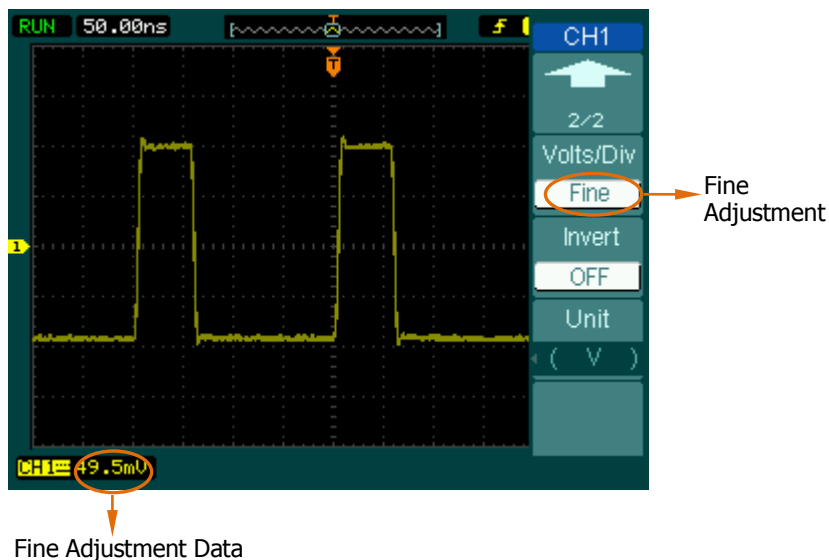 RUN 50.00ns
T
CH1
2/2
Volts/Div
Fine
Fine
Adjustment
Invert
OFF
Unit
( V )
1
CH1 49.5mV
Fine Adjustment Data